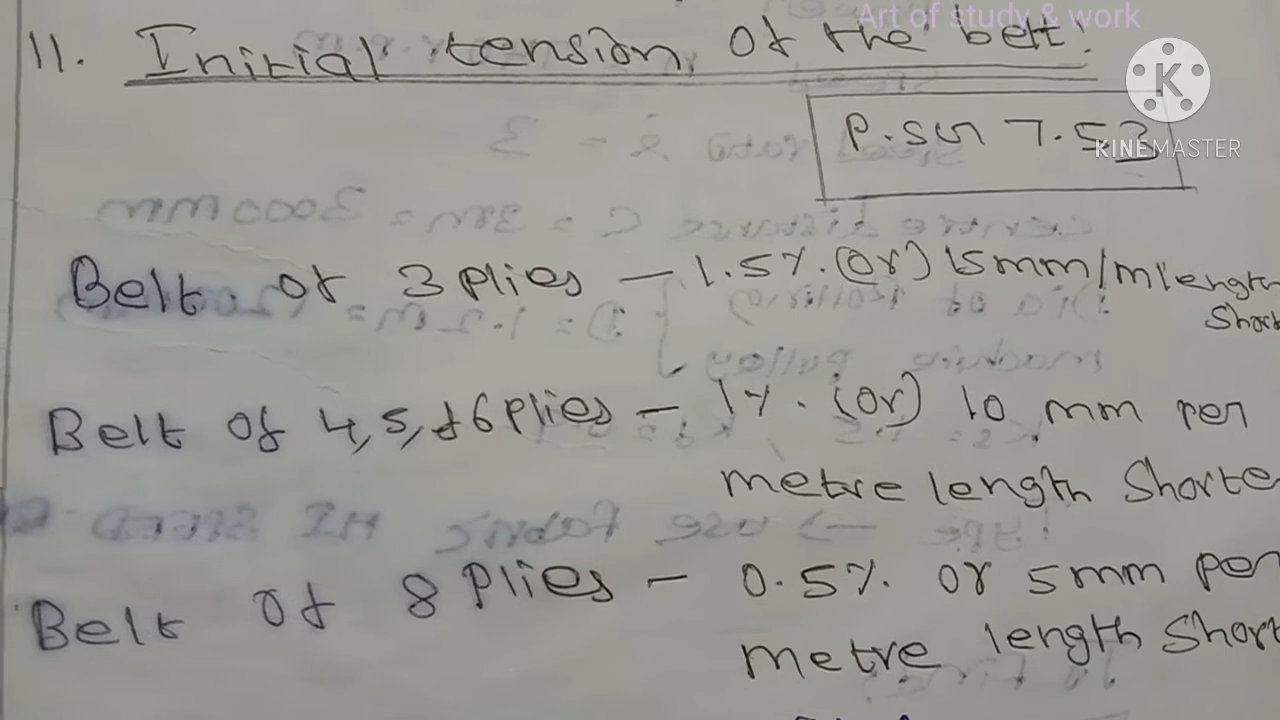 Art of study & work
11. Initial tension of the belt:
K
KINEMASTER
P.SG 7.53
Belt of 3 plies – 1.5%. (or) 15mm/m length
Short
Belt of 4, 5, & 6 plies – 1%. (or) 10 mm per
metre length Shorte
Belt of 8 plies – 0.5%. or 5mm per
metre length Short